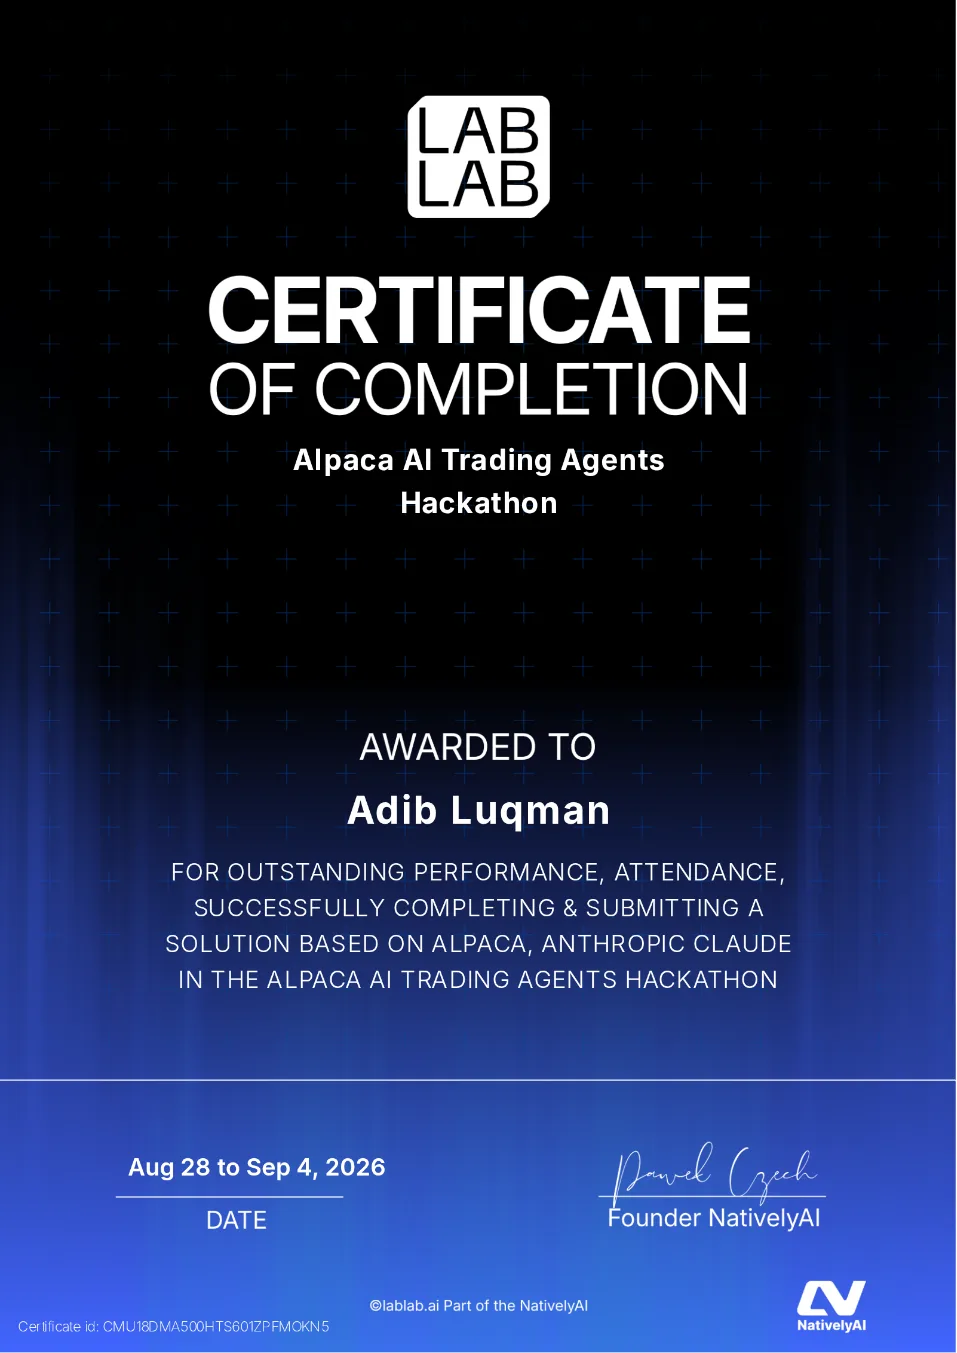 LAB
LAB
CERTIFICATE
OF COMPLETION
Alpaca AI Trading Agents
Hackathon
AWARDED TO
Adib Luqman
FOR OUTSTANDING PERFORMANCE, ATTENDANCE,
SUCCESSFULLY COMPLETING & SUBMITTING A
SOLUTION BASED ON ALPACA, ANTHROPIC CLAUDE
IN THE ALPACA AI TRADING AGENTS HACKATHON
Aug 28 to Sep 4, 2026
DATE
Pawel Czech
Founder NativelyAI
©lablab.ai Part of the NativelyAI
NativelyAI
Certificate id: CMU18DMA500HTS601ZPFMOKN5